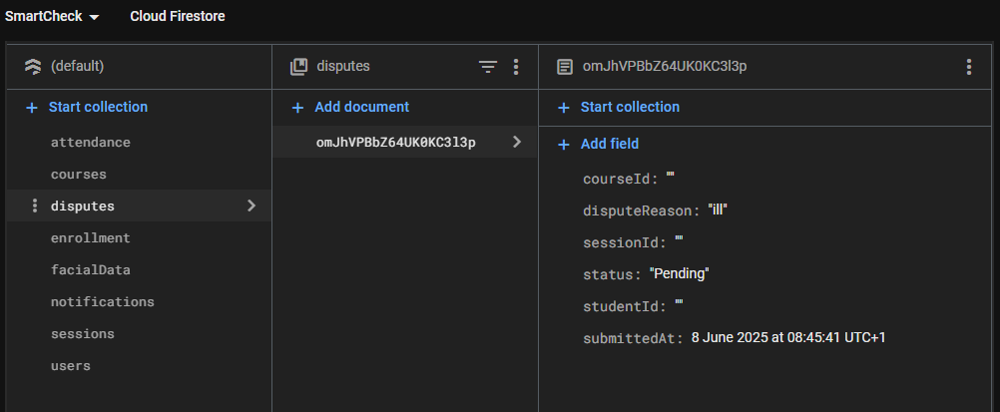 SmartCheck Cloud Firestore
(default)
Start collection
attendance
courses
disputes
enrollment
facialData
notifications
sessions
users
disputes
Add document
omJhVPBbZ64UK0KC3l3p
omJhVPBbZ64UK0KC3l3p
Start collection
Add field
courseId: ""
disputeReason: "ill"
sessionId: ""
status: "Pending"
studentId: ""
submittedAt: 8 June 2025 at 08:45:41 UTC+1